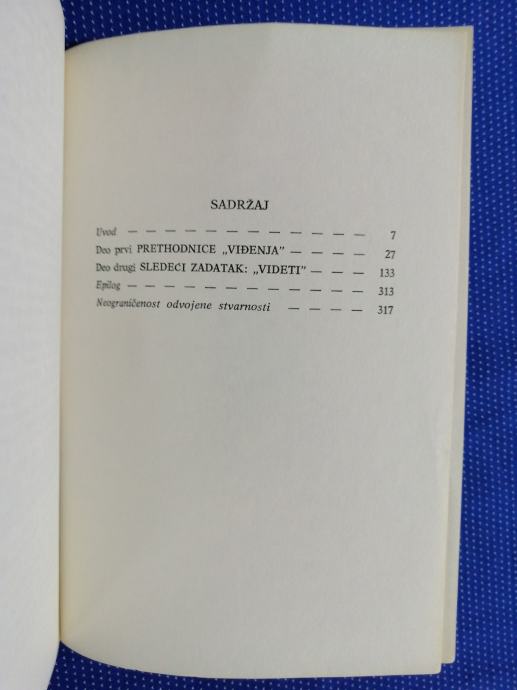 SADRŽAJ
Uvod — — — — — — — — — — — — — 7
Deo prvi PRETHODNICE „VIĐENJA” — — — — 27
Deo drugi SLEDEĆI ZADATAK: „VIDETI” — — — 133
Epilog — — — — — — — — — — — — — 313
Neograničenost odvojene stvarnosti — — — — 317